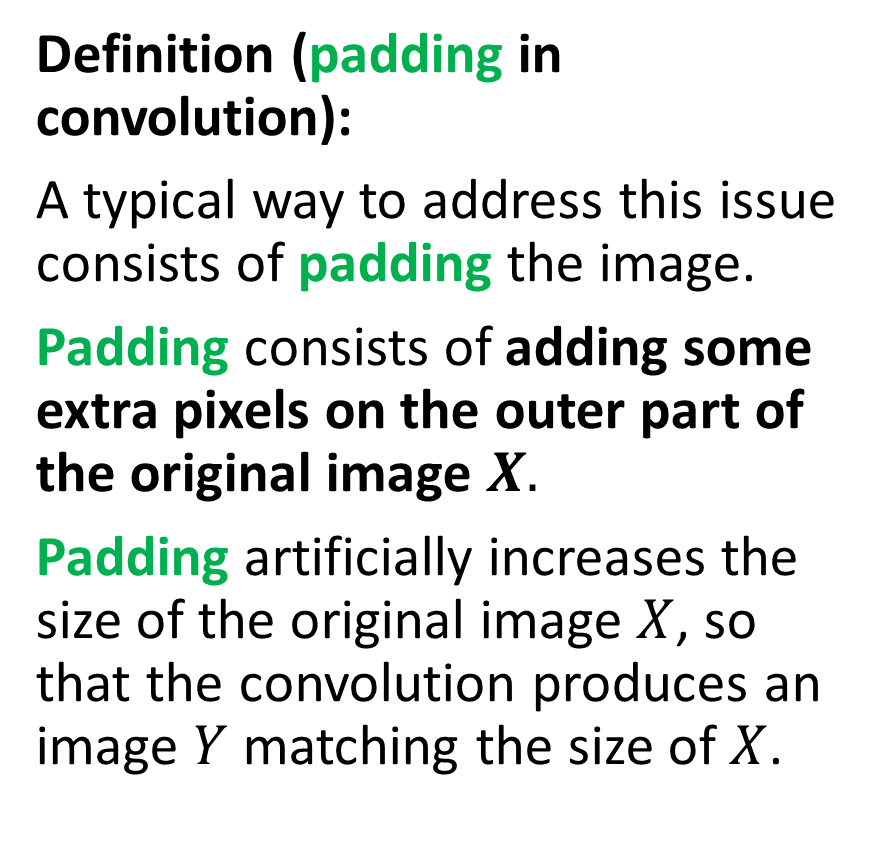 Definition (padding in
convolution):
A typical way to address this issue
consists of padding the image.
Padding consists of adding some
extra pixels on the outer part of
the original image X.
Padding artificially increases the
size of the original image X, so
that the convolution produces an
image Y matching the size of X.